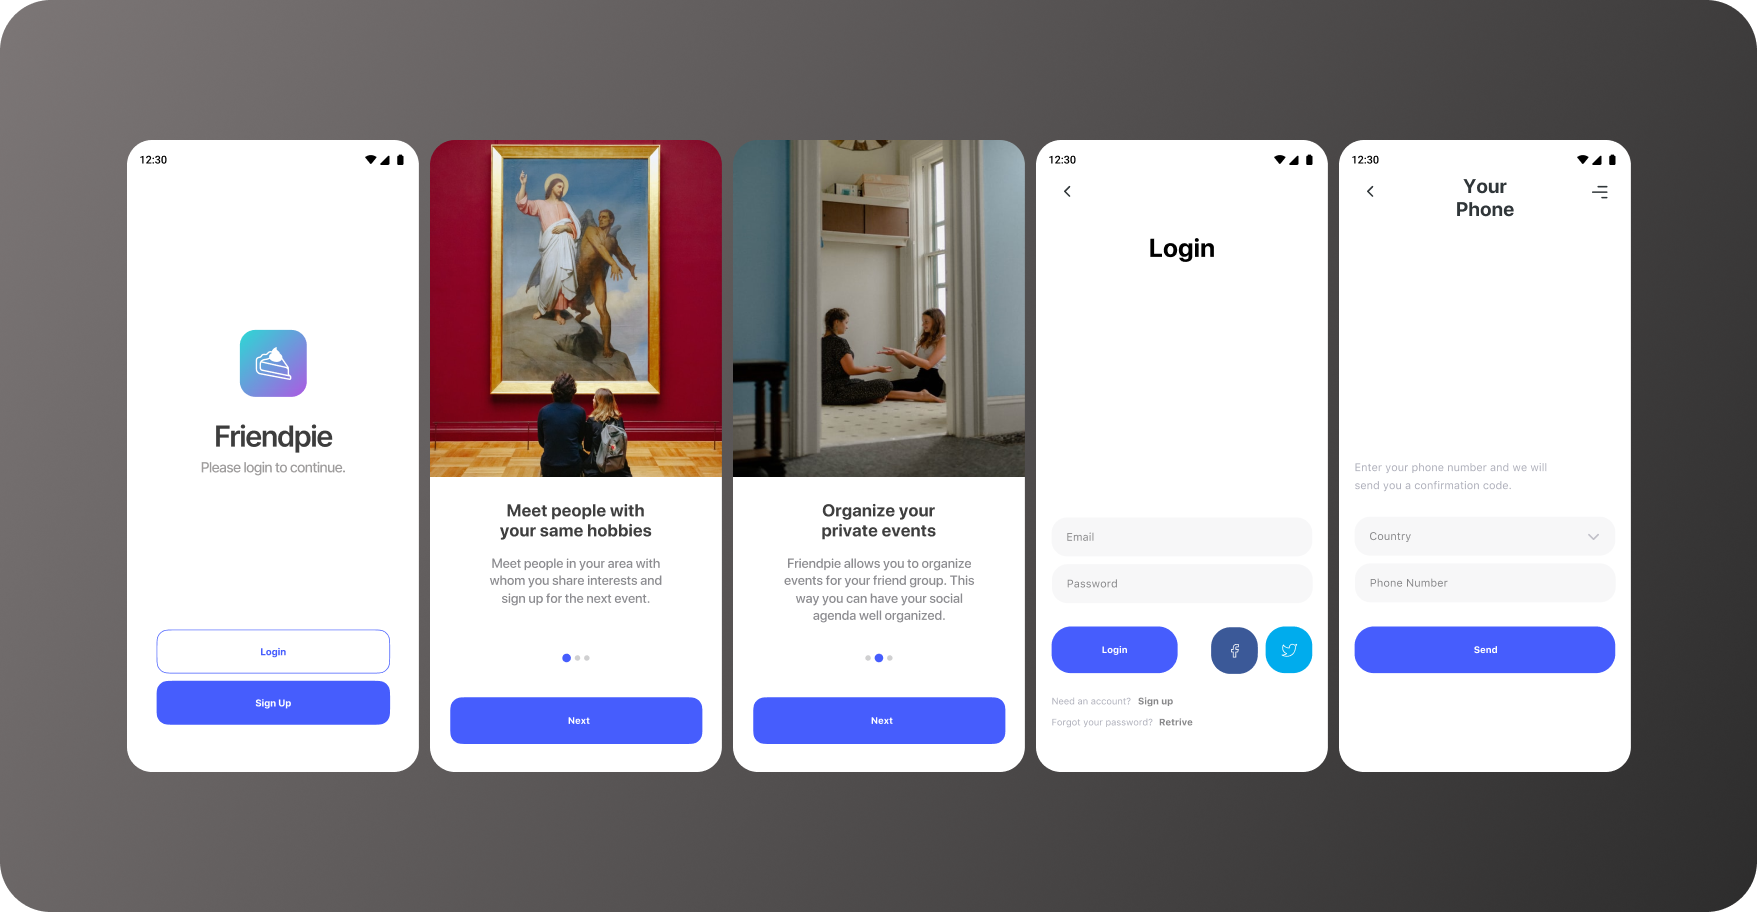 12:30
Friendpie
Please login to continue.
Login
Sign Up
Meet people with
your same hobbies
Meet people in your area with
whom you share interests and
sign up for the next event.
Next
Organize your
private events
Friendpie allows you to organize
events for your friend group. This
way you can have your social
agenda well organized.
Next
12:30
Login
Email
Password
Login
Need an account? Sign up
Forgot your password? Retrive
12:30
Your
Phone
Enter your phone number and we will
send you a confirmation code.
Country
Phone Number
Send